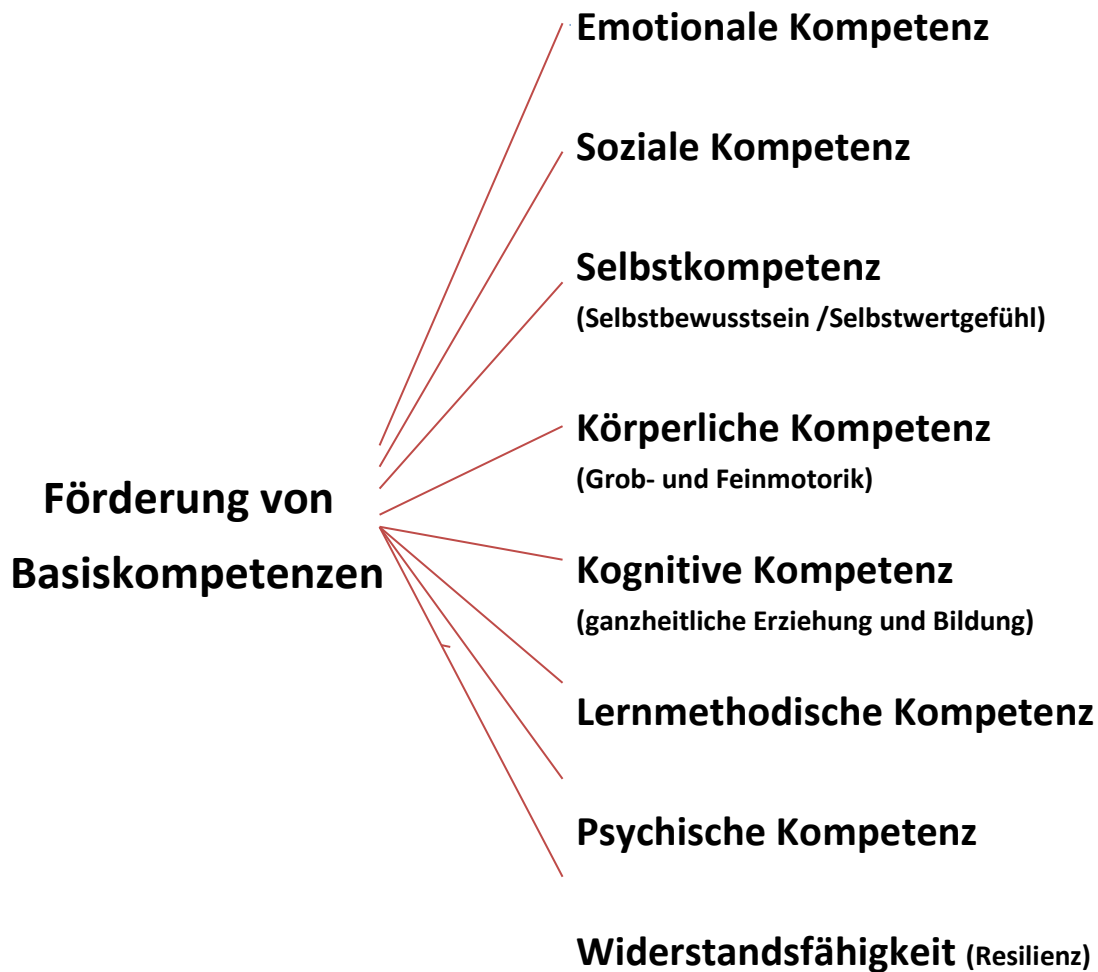 Emotionale Kompetenz
Soziale Kompetenz
Selbstkompetenz
(Selbstbewusstsein /Selbstwertgefühl)
Körperliche Kompetenz
(Grob- und Feinmotorik)
Förderung von
Basiskompetenzen
Kognitive Kompetenz
(ganzheitliche Erziehung und Bildung)
Lernmethodische Kompetenz
Psychische Kompetenz
Widerstandsfähigkeit (Resilienz)